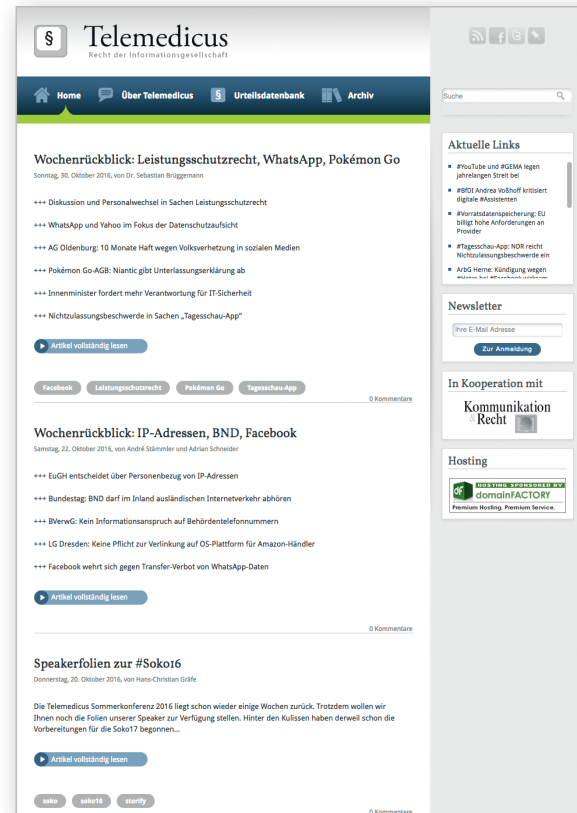 §
Telemedicus
Recht der Informationsgesellschaft
Home
Über Telemedicus
§
Urteilsdatenbank
Archiv
Wochenrückblick: Leistungsschutzrecht, WhatsApp, Pokémon Go
Sonntag, 30. Oktober 2016, von Dr. Sebastian Brüggemann
+++ Diskussion und Personalwechsel in Sachen Leistungsschutzrecht
+++ WhatsApp und Yahoo im Fokus der Datenschutzaufsicht
+++ AG Oldenburg: 10 Monate Haft wegen Volksverhetzung in sozialen Medien
+++ Pokémon Go-AGB: Niantic gibt Unterlassungserklärung ab
+++ Innenminister fordert mehr Verantwortung für IT-Sicherheit
+++ Nichtzulassungsbeschwerde in Sachen „Tagesschau-App"
Artikel vollständig lesen
Facebook
Leistungsschutzrecht
Pokémon Go
Tagesschau-App
0 Kommentare
Wochenrückblick: IP-Adressen, BND, Facebook
Samstag, 22. Oktober 2016, von André Stämmler und Adrian Schneider
+++ EuGH entscheidet über Personenbezug von IP-Adressen
+++ Bundestag: BND darf im Inland ausländischen Internetverkehr abhören
+++ BVerwG: Kein Informationsanspruch auf Behördentelefonnummern
+++ LG Dresden: Keine Pflicht zur Verlinkung auf OS-Plattform für Amazon-Händler
+++ Facebook wehrt sich gegen Transfer-Verbot von WhatsApp-Daten
Artikel vollständig lesen
0 Kommentare
Speakerfolien zur #Soko16
Donnerstag, 20. Oktober 2016, von Hans-Christian Gräfe
Die Telemedicus Sommerkonferenz 2016 liegt schon wieder einige Wochen zurück. Trotzdem wollen wir
Ihnen noch die Folien unserer Speaker zur Verfügung stellen. Hinter den Kulissen haben derweil schon die
Vorbereitungen für die Soko17 begonnen...
Artikel vollständig lesen
soko
soko16
storify
0 Kommentare
Suche
Aktuelle Links
#YouTube und #GEMA legen
jahrelangen Streit bei
#BfDI Andrea Voßhoff kritisiert
digitale #Assistenten
#Vorratsdatenspeicherung: EU
billigt hohe Anforderungen an
Provider
#Tagesschau-App: NDR reicht
Nichtzulassungsbeschwerde ein
ArbG Herne: Kündigung wegen
#Hetze bei #Facebook wirksam
Newsletter
Ihre E-Mail Adresse
Zur Anmeldung
In Kooperation mit
Kommunikation
& Recht
Hosting
df
HOSTING SPONSORED BY
domainFACTORY
Premium Hosting. Premium Service.